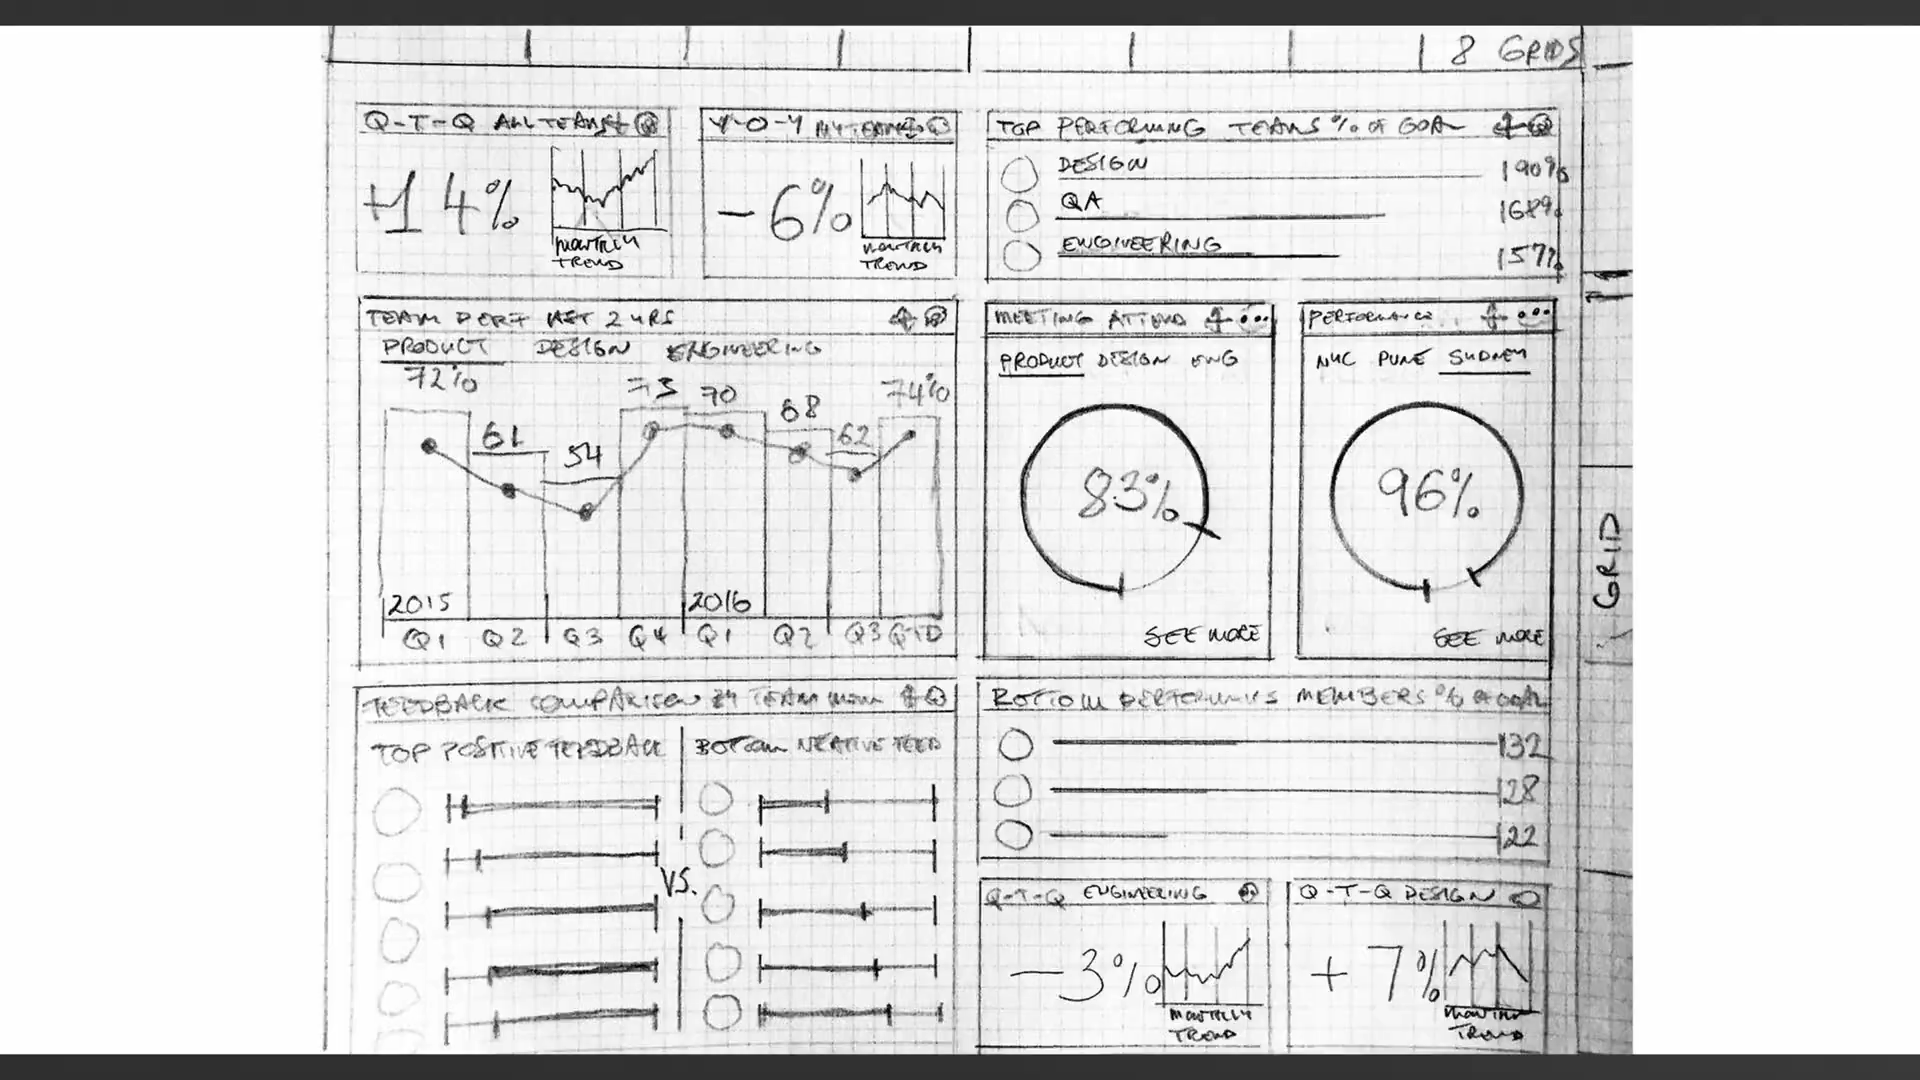 8 GRIDS
Q-T-Q ALL TEAMS
+14%
MONTHLY
TREND
Y-O-Y MY TEAM
-6%
MONTHLY
TREND
TOP PERFORMING TEAMS % OF GOAL
DESIGN 190%
QA 168%
ENGINEERING 157%
TEAM PERF LAST 2 YRS
PRODUCT DESIGN ENGINEERING
72% 61 54 73 70 68 62 74%
2015 2016
Q1 Q2 Q3 Q4 Q1 Q2 Q3 QTD
MEETING ATTEND
PRODUCT DESIGN ENG
83%
SEE MORE
PERFORMANCE
NYC PUNE SYDNEY
96%
SEE MORE
GRID
FEEDBACK COMPARISON BY TEAM
TOP POSITIVE FEEDBACK
VS.
BOTTOM NEATIVE FEED
BOTTOM PERFORMING MEMBERS % OF GOAL
132
128
122
Q-T-Q ENGINEERING
-3%
MONTHLY
TREND
Q-T-Q DESIGN
+7%
MONTHLY
TREND